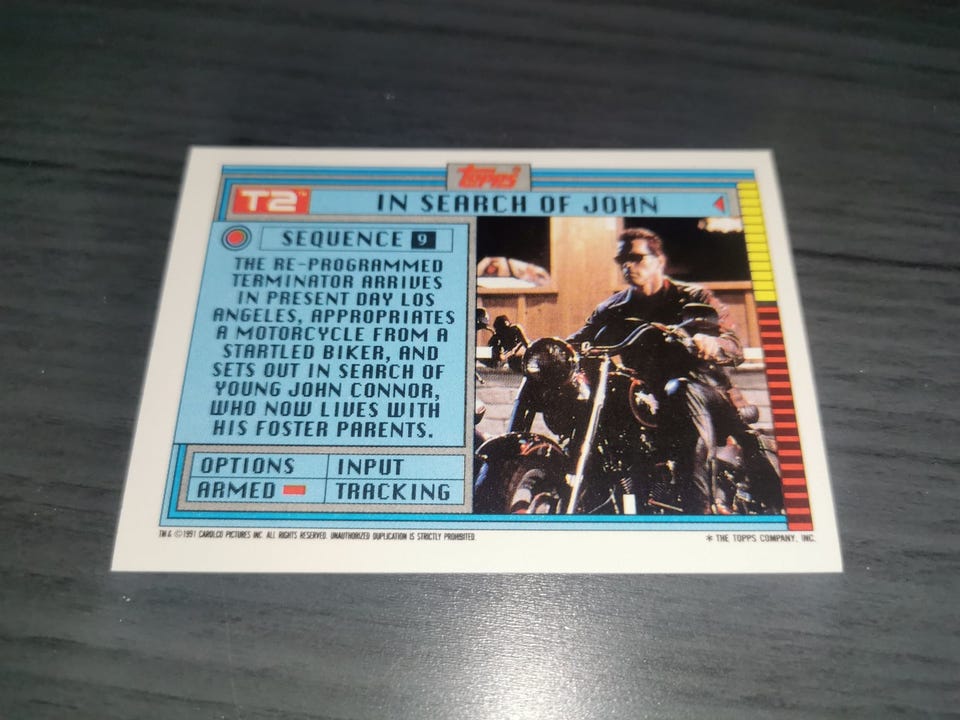 topps
T2™ IN SEARCH OF JOHN
SEQUENCE 9
THE RE-PROGRAMMED
TERMINATOR ARRIVES
IN PRESENT DAY LOS
ANGELES, APPROPRIATES
A MOTORCYCLE FROM A
STARTLED BIKER, AND
SETS OUT IN SEARCH OF
YOUNG JOHN CONNOR,
WHO NOW LIVES WITH
HIS FOSTER PARENTS.
OPTIONS INPUT
ARMED TRACKING
TM & ©1991 CAROLCO PICTURES INC. ALL RIGHTS RESERVED. UNAUTHORIZED DUPLICATION IS STRICTLY PROHIBITED. * THE TOPPS COMPANY, INC.